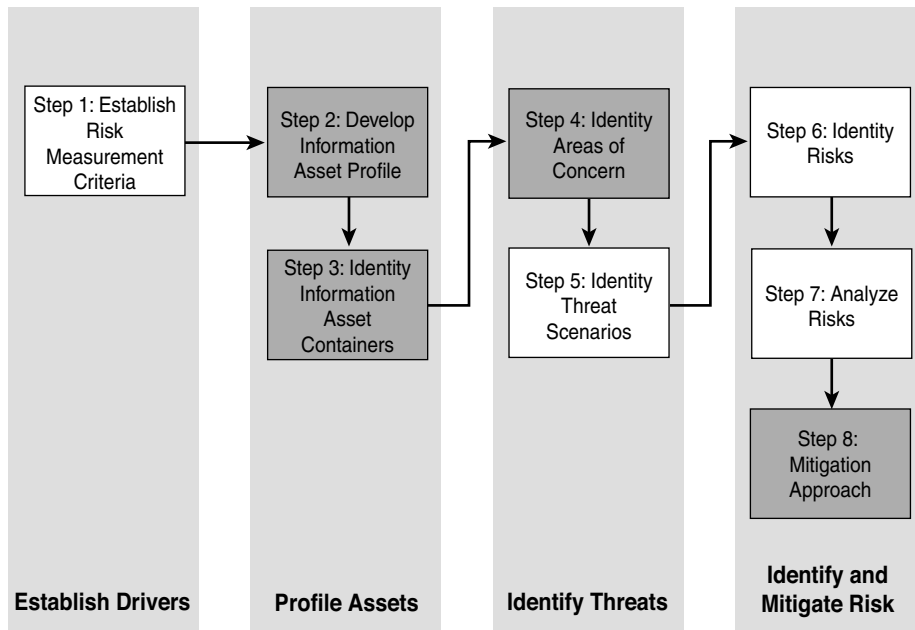 Step 1: Establish
Risk
Measurement
Criteria
Step 2: Develop
Information
Asset Profile
Step 3: Identity
Information
Asset
Containers
Step 4: Identity
Areas of
Concern
Step 5: Identity
Threat
Scenarios
Step 6: Identity
Risks
Step 7: Analyze
Risks
Step 8:
Mitigation
Approach
Establish Drivers
Profile Assets
Identify Threats
Identify and
Mitigate Risk